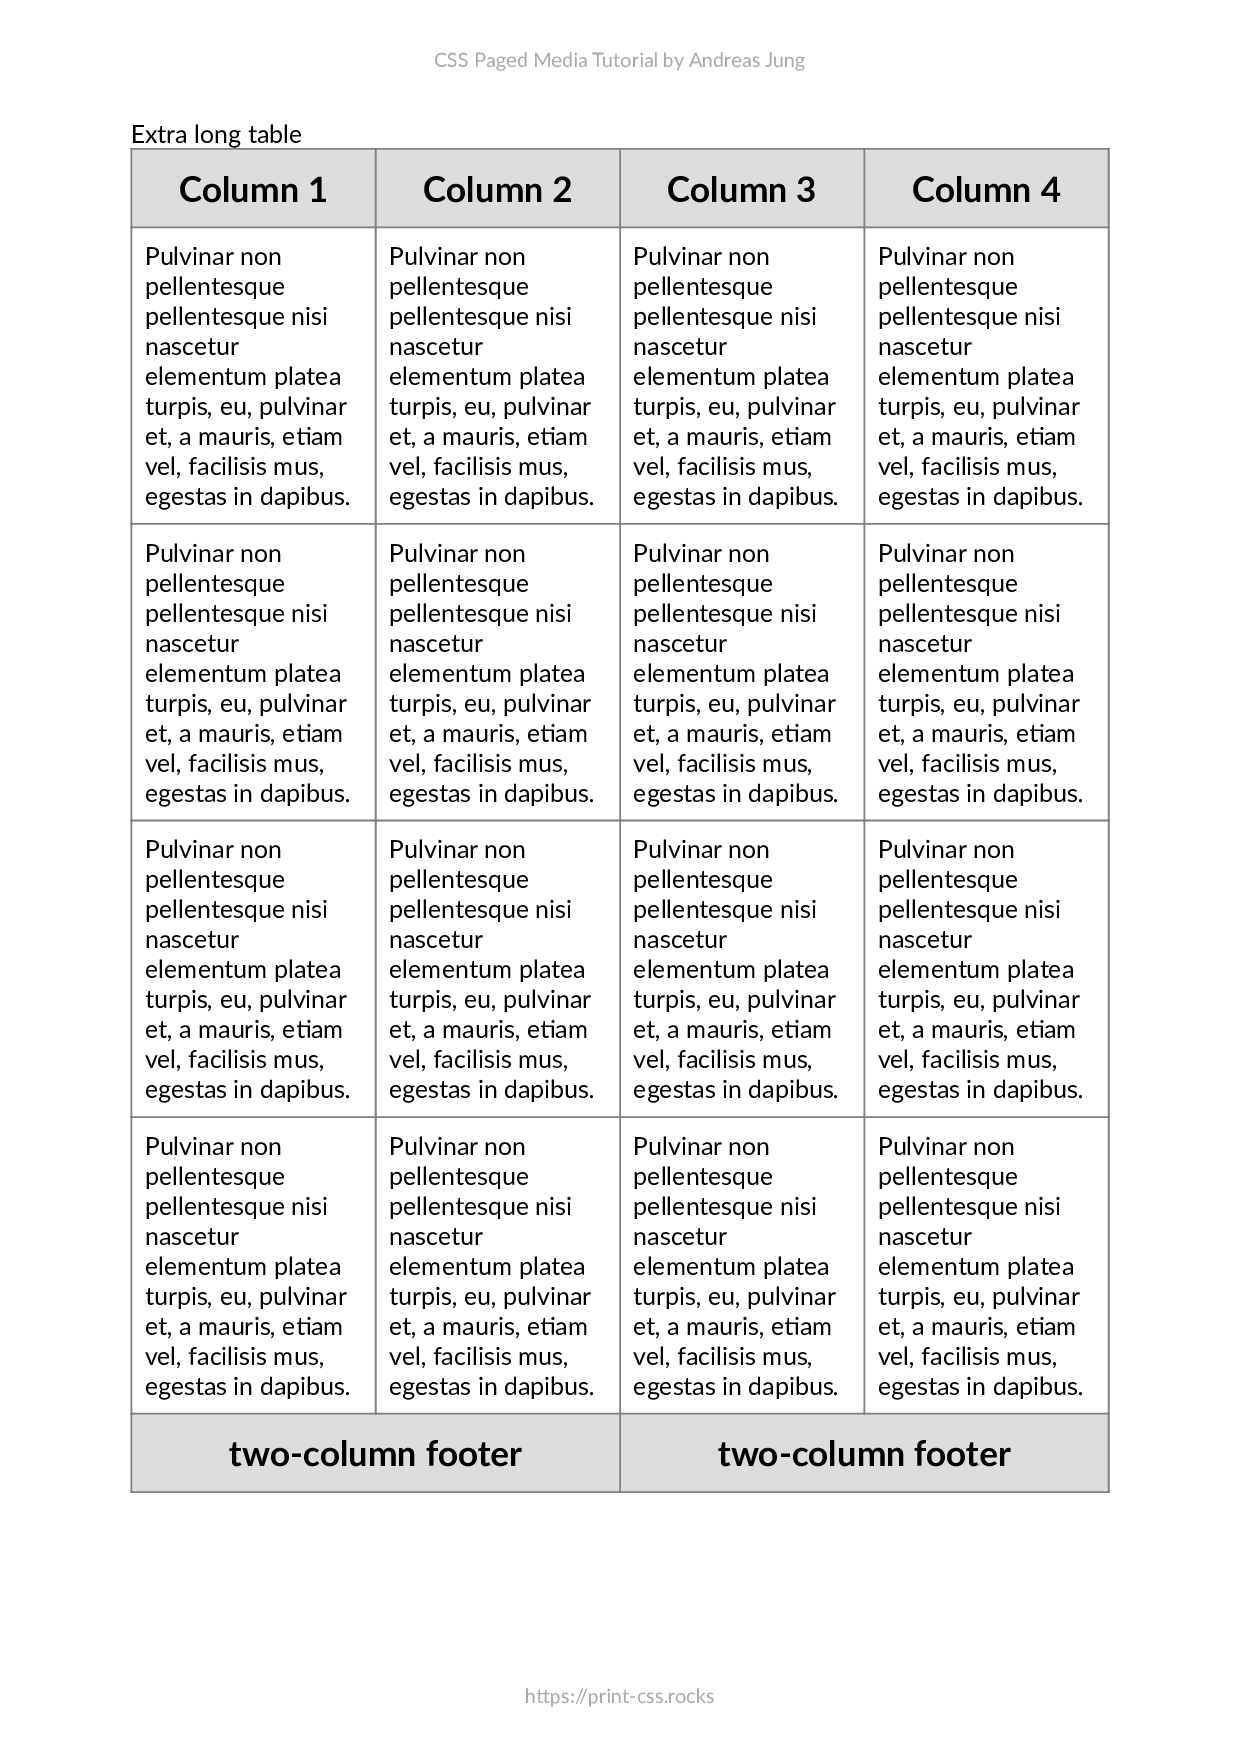 CSS Paged Media Tutorial by Andreas Jung
Extra long table
Column 1 Column 2 Column 3 Column 4
Pulvinar non Pulvinar non Pulvinar non Pulvinar non
pellentesque pellentesque pellentesque pellentesque
pellentesque nisi pellentesque nisi pellentesque nisi pellentesque nisi
nascetur nascetur nascetur nascetur
elementum platea elementum platea elementum platea elementum platea
turpis, eu, pulvinar turpis, eu, pulvinar turpis, eu, pulvinar turpis, eu, pulvinar
et, a mauris, etiam et, a mauris, etiam et, a mauris, etiam et, a mauris, etiam
vel, facilisis mus, vel, facilisis mus, vel, facilisis mus, vel, facilisis mus,
egestas in dapibus. egestas in dapibus. egestas in dapibus. egestas in dapibus.
Pulvinar non Pulvinar non Pulvinar non Pulvinar non
pellentesque pellentesque pellentesque pellentesque
pellentesque nisi pellentesque nisi pellentesque nisi pellentesque nisi
nascetur nascetur nascetur nascetur
elementum platea elementum platea elementum platea elementum platea
turpis, eu, pulvinar turpis, eu, pulvinar turpis, eu, pulvinar turpis, eu, pulvinar
et, a mauris, etiam et, a mauris, etiam et, a mauris, etiam et, a mauris, etiam
vel, facilisis mus, vel, facilisis mus, vel, facilisis mus, vel, facilisis mus,
egestas in dapibus. egestas in dapibus. egestas in dapibus. egestas in dapibus.
Pulvinar non Pulvinar non Pulvinar non Pulvinar non
pellentesque pellentesque pellentesque pellentesque
pellentesque nisi pellentesque nisi pellentesque nisi pellentesque nisi
nascetur nascetur nascetur nascetur
elementum platea elementum platea elementum platea elementum platea
turpis, eu, pulvinar turpis, eu, pulvinar turpis, eu, pulvinar turpis, eu, pulvinar
et, a mauris, etiam et, a mauris, etiam et, a mauris, etiam et, a mauris, etiam
vel, facilisis mus, vel, facilisis mus, vel, facilisis mus, vel, facilisis mus,
egestas in dapibus. egestas in dapibus. egestas in dapibus. egestas in dapibus.
Pulvinar non Pulvinar non Pulvinar non Pulvinar non
pellentesque pellentesque pellentesque pellentesque
pellentesque nisi pellentesque nisi pellentesque nisi pellentesque nisi
nascetur nascetur nascetur nascetur
elementum platea elementum platea elementum platea elementum platea
turpis, eu, pulvinar turpis, eu, pulvinar turpis, eu, pulvinar turpis, eu, pulvinar
et, a mauris, etiam et, a mauris, etiam et, a mauris, etiam et, a mauris, etiam
vel, facilisis mus, vel, facilisis mus, vel, facilisis mus, vel, facilisis mus,
egestas in dapibus. egestas in dapibus. egestas in dapibus. egestas in dapibus.
two-column footer two-column footer
https://print-css.rocks